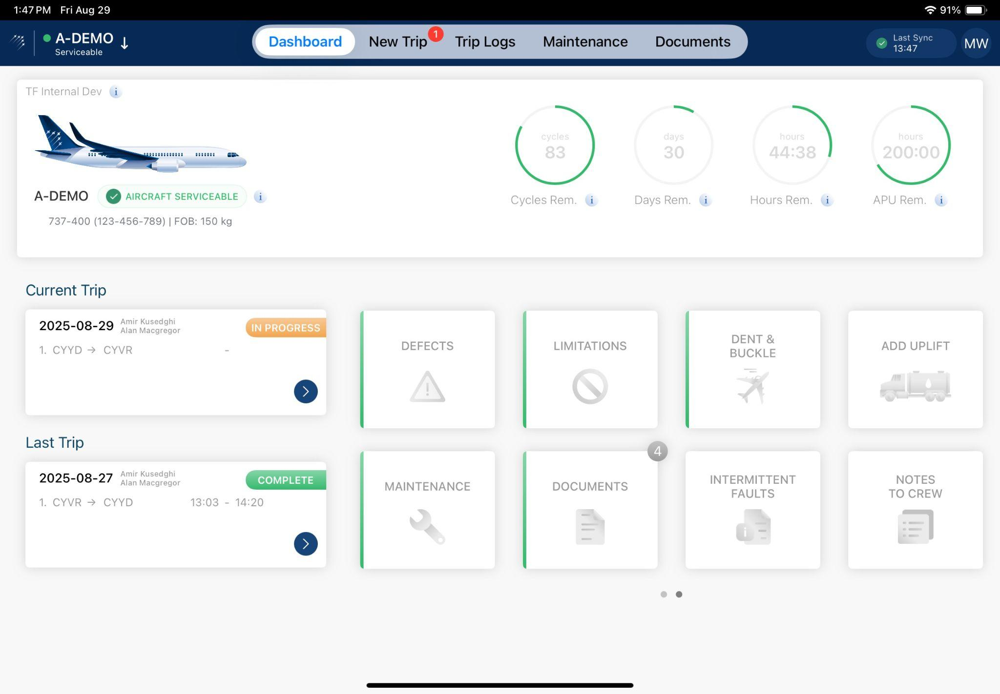 1:47 PM Fri Aug 29
91%
A-DEMO
Serviceable
Dashboard
New Trip
1
Trip Logs
Maintenance
Documents
Last Sync
13:47
MW
TF Internal Dev i
A-DEMO
AIRCRAFT SERVICEABLE i
737-400 (123-456-789) | FOB: 150 kg
cycles
83
Cycles Rem. i
days
30
Days Rem. i
hours
44:38
Hours Rem. i
hours
200:00
APU Rem. i
Current Trip
2025-08-29
Amir Kusedghi
Alan Macgregor
IN PROGRESS
1. CYYD → CYVR -
Last Trip
2025-08-27
Amir Kusedghi
Alan Macgregor
COMPLETE
1. CYVR → CYYD 13:03 - 14:20
DEFECTS
LIMITATIONS
DENT &
BUCKLE
ADD UPLIFT
MAINTENANCE
DOCUMENTS
4
INTERMITTENT
FAULTS
NOTES
TO CREW